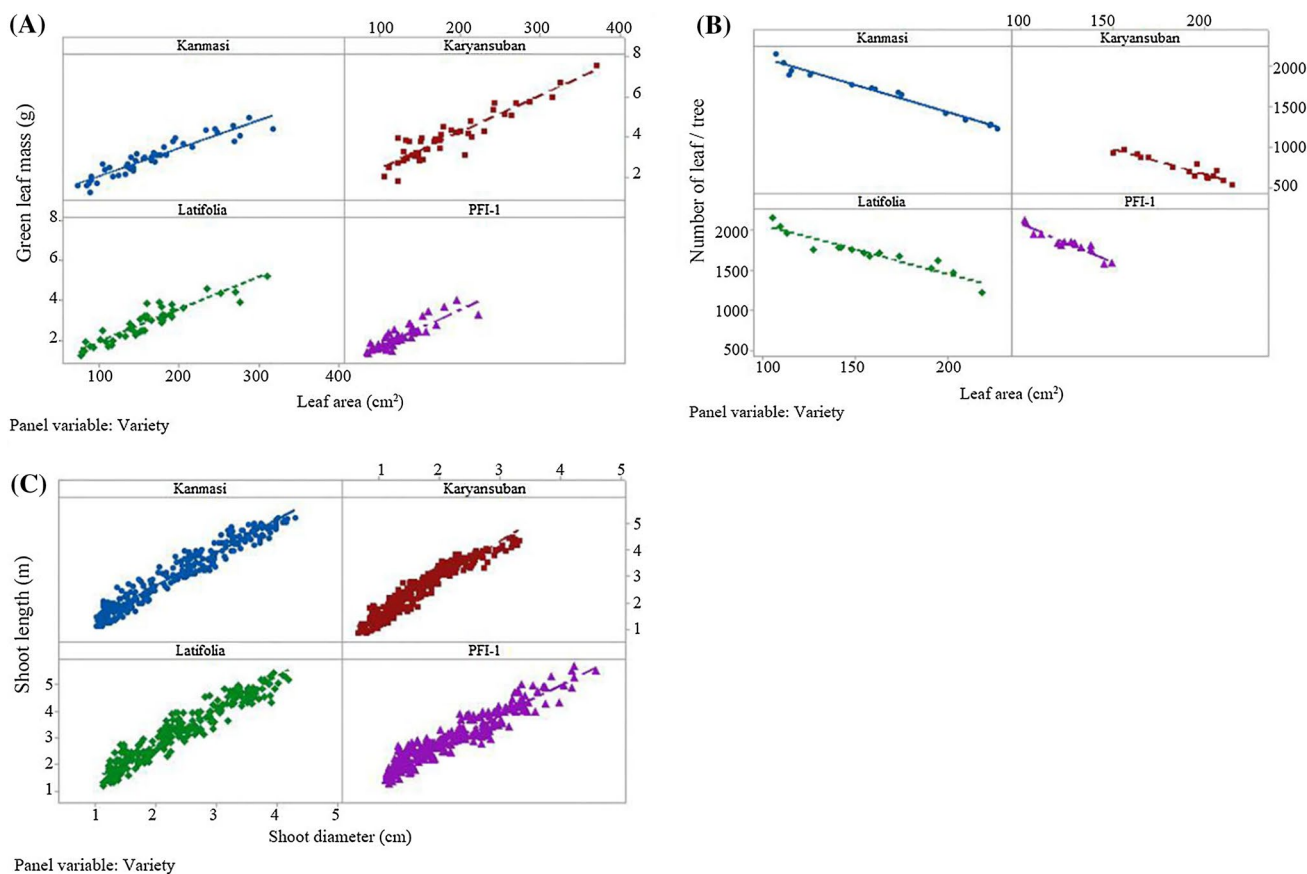 (A)
100 200 300 400
Kanmasi Karyansuban
8
6
4
2
Green leaf mass (g)
Latifolia PFI-1
8
6
4
2
100 200 300 400
Leaf area (cm²)
Panel variable: Variety
(B)
100 150 200
Kanmasi Karyansuban
2000
1500
1000
500
Number of leaf / tree
Latifolia PFI-1
2000
1500
1000
500
100 150 200
Leaf area (cm²)
Panel variable: Variety
(C)
1 2 3 4 5
Kanmasi Karyansuban
5
4
3
2
1
Shoot length (m)
Latifolia PFI-1
5
4
3
2
1
1 2 3 4 5
Shoot diameter (cm)
Panel variable: Variety